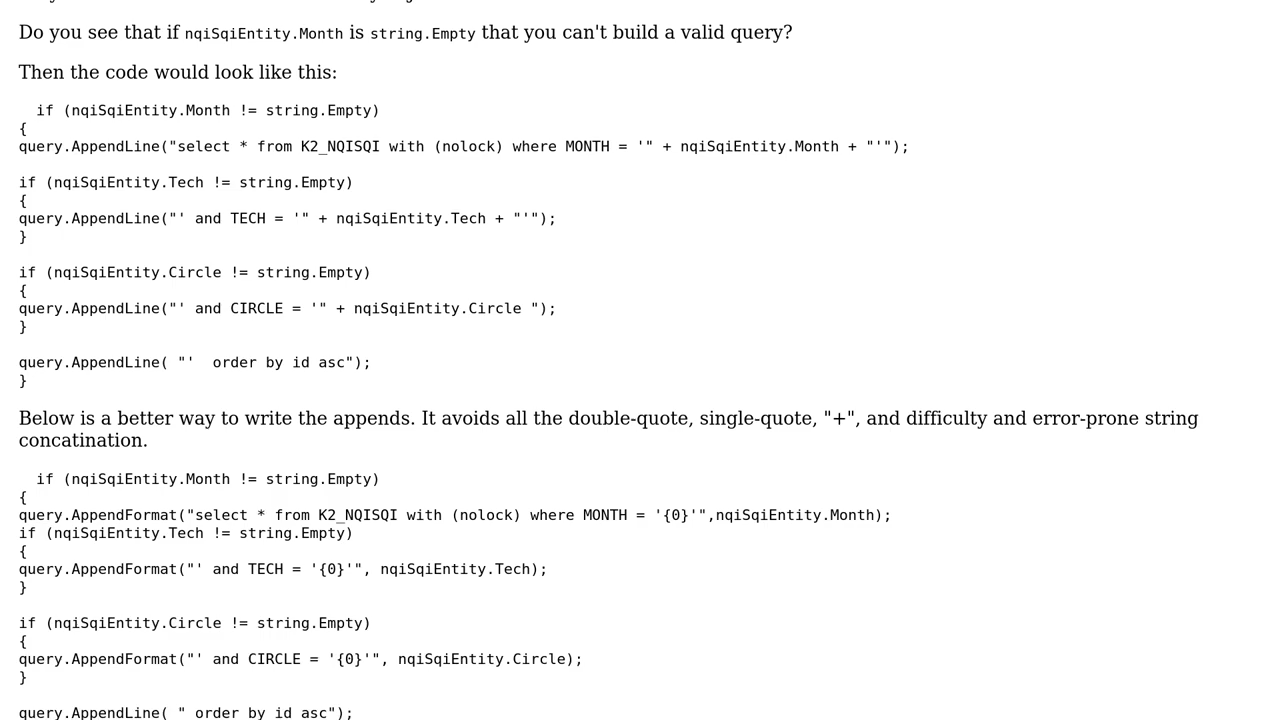 Do you see that if nqiSqiEntity.Month is string.Empty that you can't build a valid query?
Then the code would look like this:
if (nqiSqiEntity.Month != string.Empty)
{
query.AppendLine("select * from K2_NQISQI with (nolock) where MONTH = '" + nqiSqiEntity.Month + "'");
if (nqiSqiEntity.Tech != string.Empty)
{
query.AppendLine("' and TECH = '" + nqiSqiEntity.Tech + "'");
}
if (nqiSqiEntity.Circle != string.Empty)
{
query.AppendLine("' and CIRCLE = '" + nqiSqiEntity.Circle ");
}
query.AppendLine( "'  order by id asc");
}
Below is a better way to write the appends. It avoids all the double-quote, single-quote, "+", and difficulty and error-prone string
concatination.
if (nqiSqiEntity.Month != string.Empty)
{
query.AppendFormat("select * from K2_NQISQI with (nolock) where MONTH = '{0}'",nqiSqiEntity.Month);
if (nqiSqiEntity.Tech != string.Empty)
{
query.AppendFormat("' and TECH = '{0}'", nqiSqiEntity.Tech);
}
if (nqiSqiEntity.Circle != string.Empty)
{
query.AppendFormat("' and CIRCLE = '{0}'", nqiSqiEntity.Circle);
}
query.AppendLine( " order by id asc");